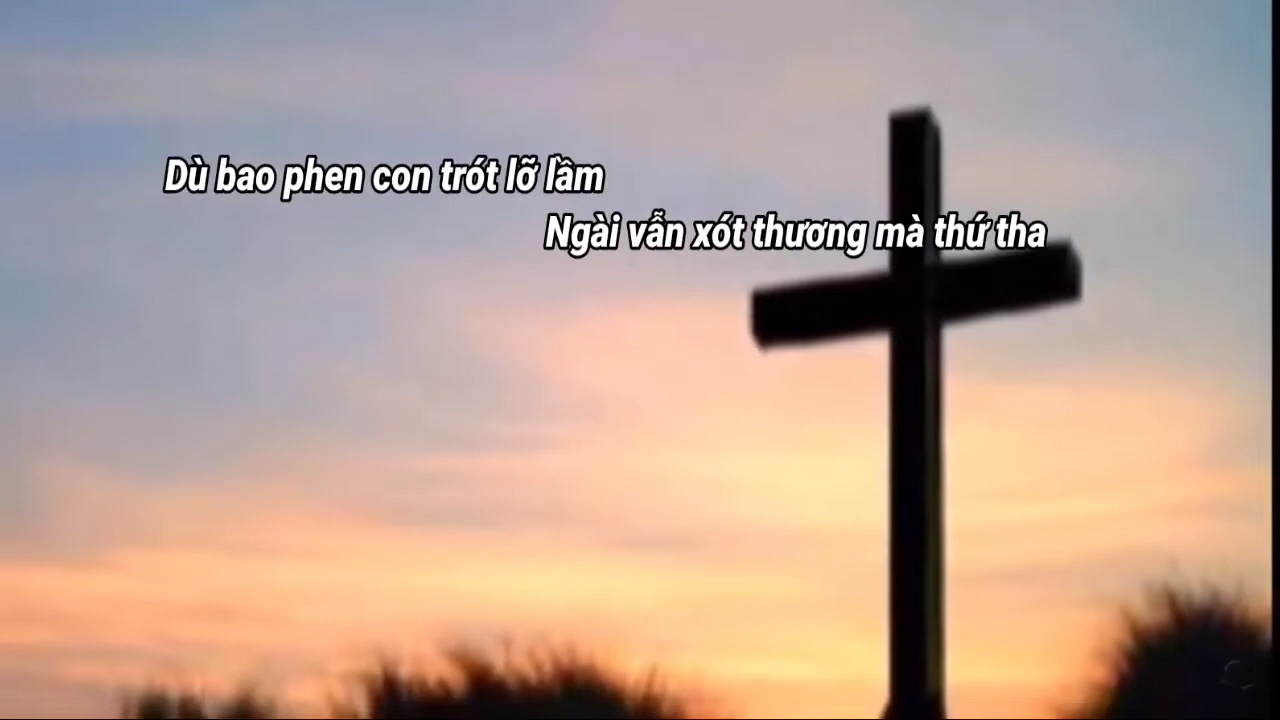 Dù bao phen con trót lỡ lầm
Ngài vẫn xót thương mà thứ tha